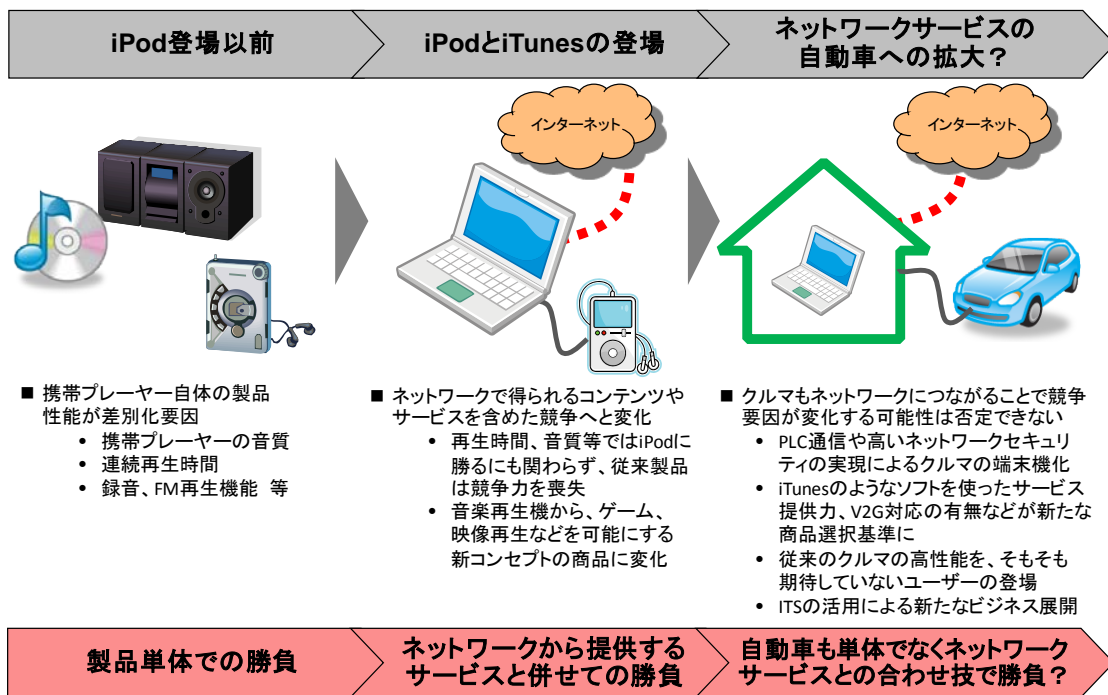 iPod登場以前
iPodとiTunesの登場
ネットワークサービスの
自動車への拡大？
インターネット
インターネット
■ 携帯プレーヤー自体の製品
性能が差別化要因
• 携帯プレーヤーの音質
• 連続再生時間
• 録音、FM再生機能 等
■ ネットワークで得られるコンテンツや
サービスを含めた競争へと変化
• 再生時間、音質等ではiPodに
勝るにも関わらず、従来製品
は競争力を喪失
• 音楽再生機から、ゲーム、
映像再生などを可能にする
新コンセプトの商品に変化
■ クルマもネットワークにつながることで競争
要因が変化する可能性は否定できない
• PLC通信や高いネットワークセキュリ
ティの実現によるクルマの端末機化
• iTunesのようなソフトを使ったサービス
提供力、V2G対応の有無などが新たな
商品選択基準に
• 従来のクルマの高性能を、そもそも
期待していないユーザーの登場
• ITSの活用による新たなビジネス展開
製品単体での勝負
ネットワークから提供する
サービスと併せての勝負
自動車も単体でなくネットワーク
サービスとの合わせ技で勝負？